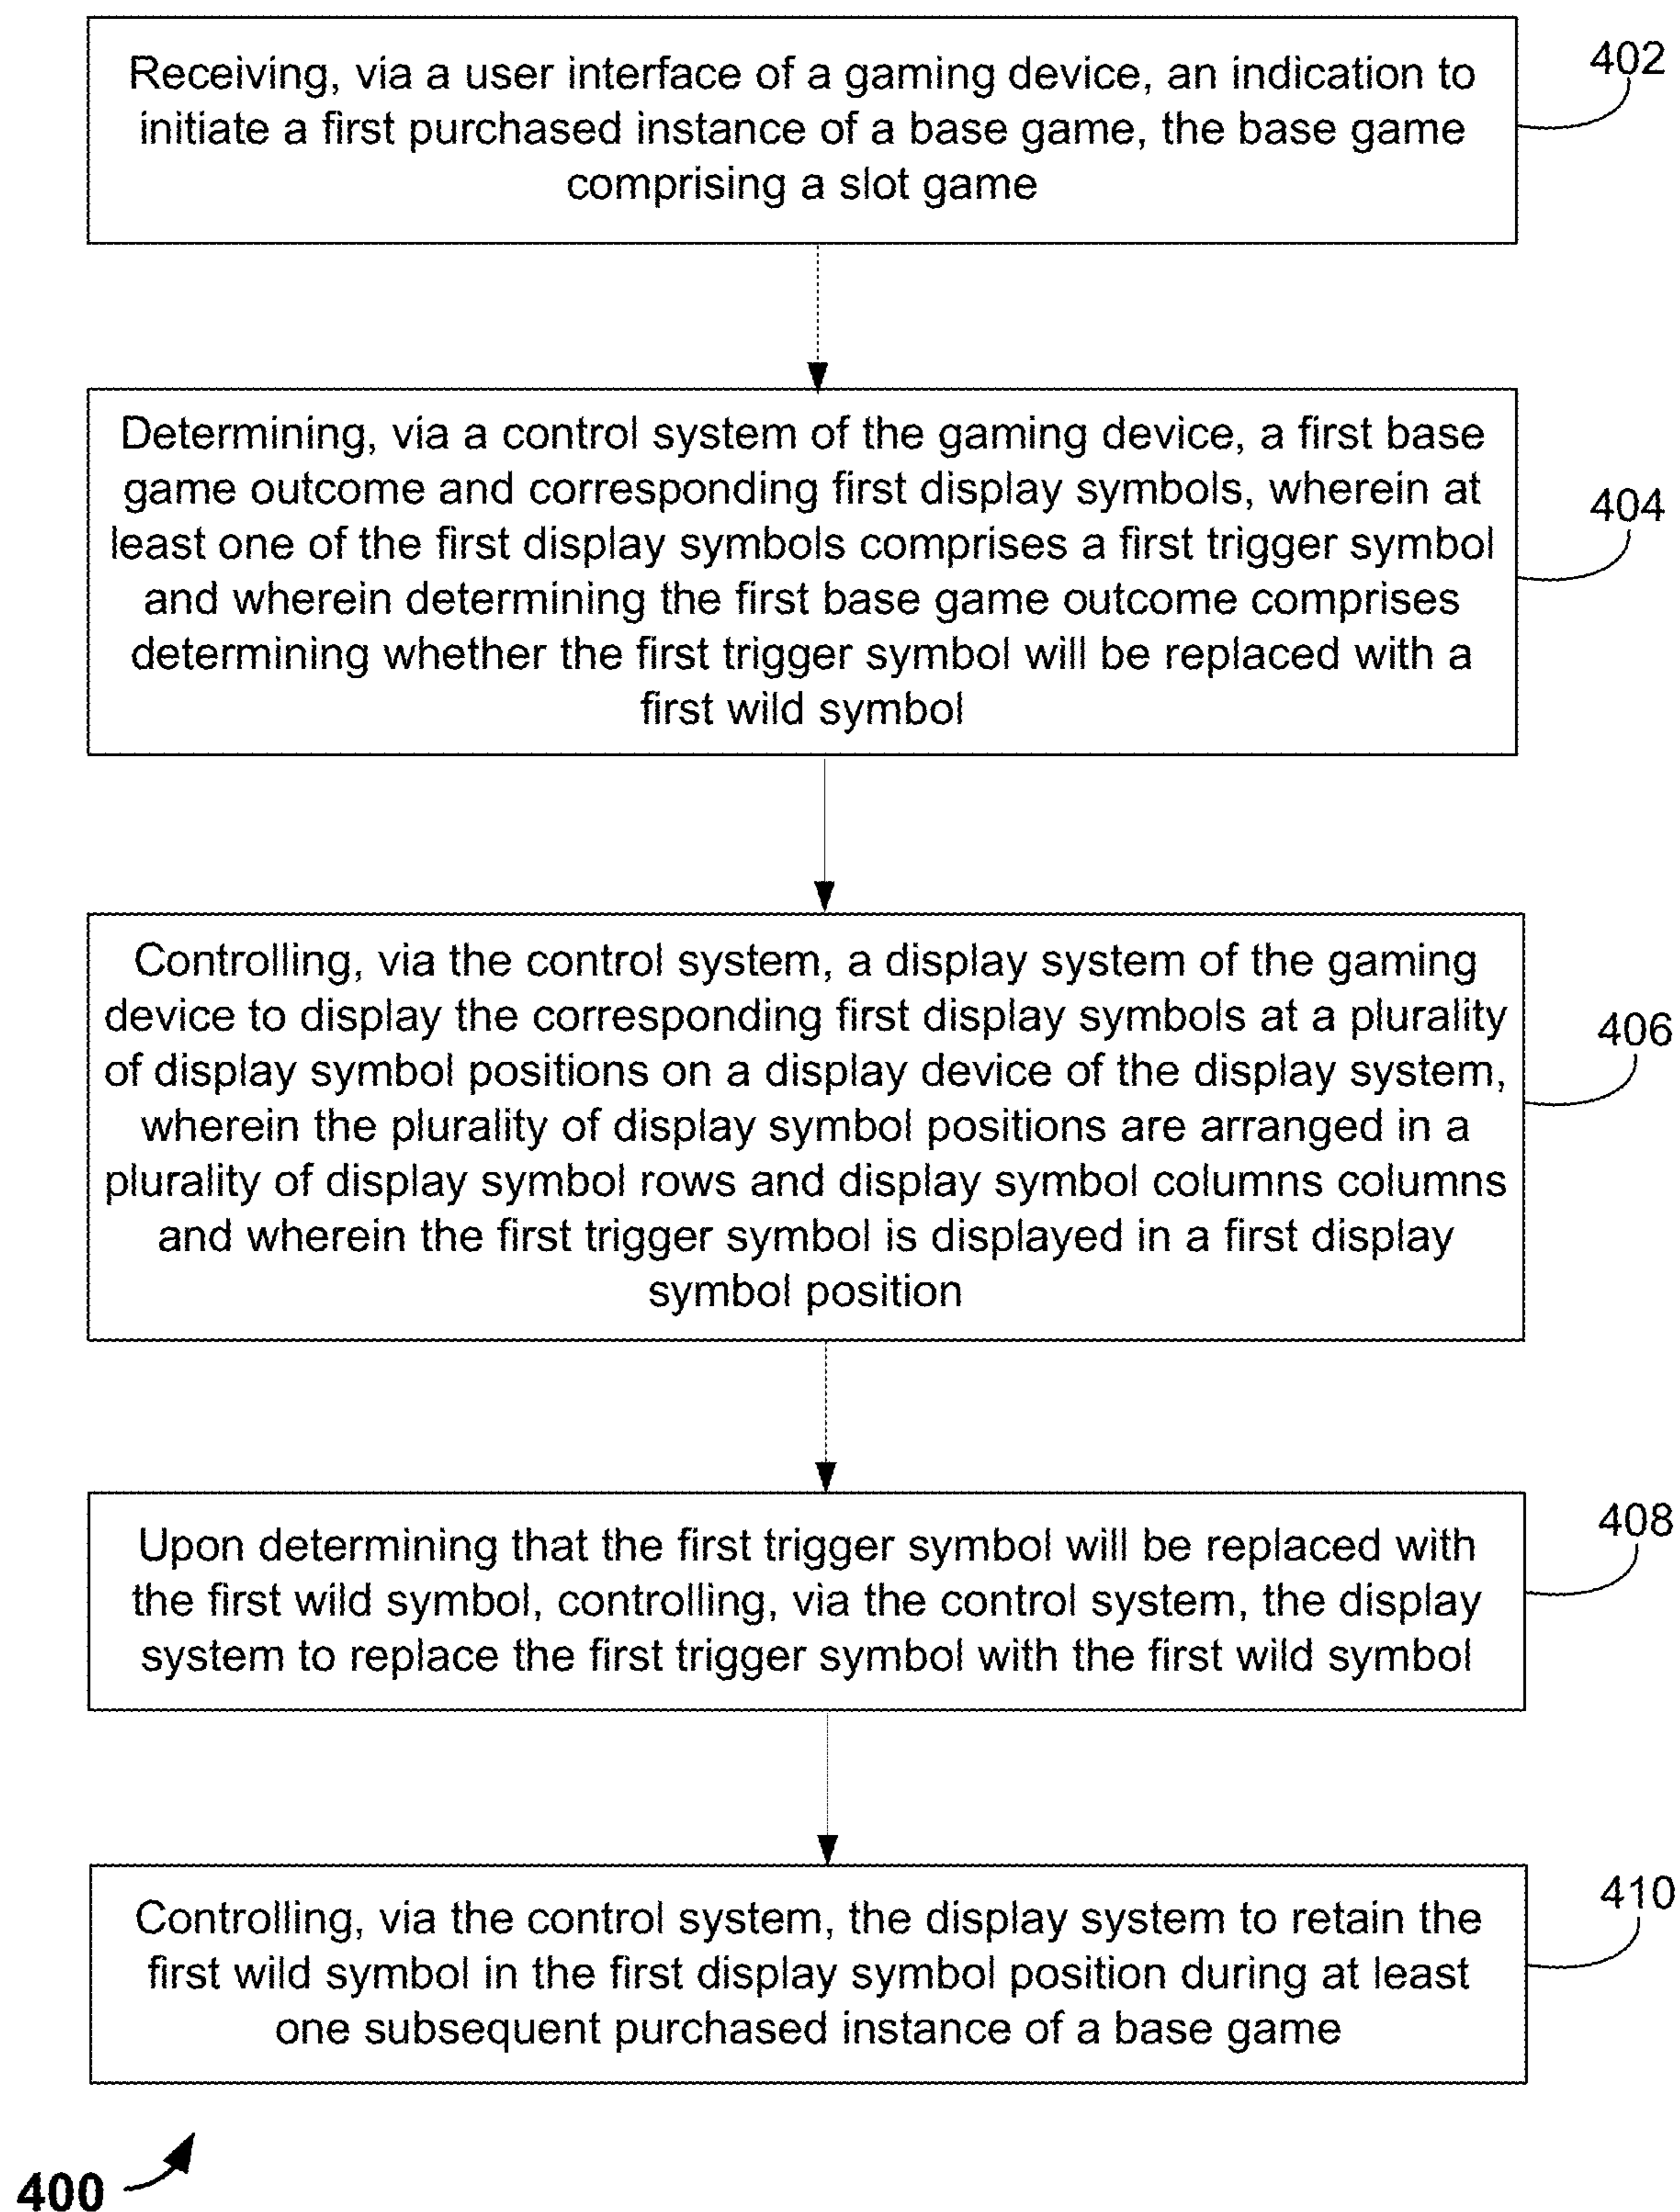 Receiving, via a user interface of a gaming device, an indication to
initiate a first purchased instance of a base game, the base game
comprising a slot game
402
Determining, via a control system of the gaming device, a first base
game outcome and corresponding first display symbols, wherein at
least one of the first display symbols comprises a first trigger symbol
and wherein determining the first base game outcome comprises
determining whether the first trigger symbol will be replaced with a
first wild symbol
404
Controlling, via the control system, a display system of the gaming
device to display the corresponding first display symbols at a plurality
of display symbol positions on a display device of the display system,
wherein the plurality of display symbol positions are arranged in a
plurality of display symbol rows and display symbol columns columns
and wherein the first trigger symbol is displayed in a first display
symbol position
406
Upon determining that the first trigger symbol will be replaced with
the first wild symbol, controlling, via the control system, the display
system to replace the first trigger symbol with the first wild symbol
408
Controlling, via the control system, the display system to retain the
first wild symbol in the first display symbol position during at least
one subsequent purchased instance of a base game
410
400